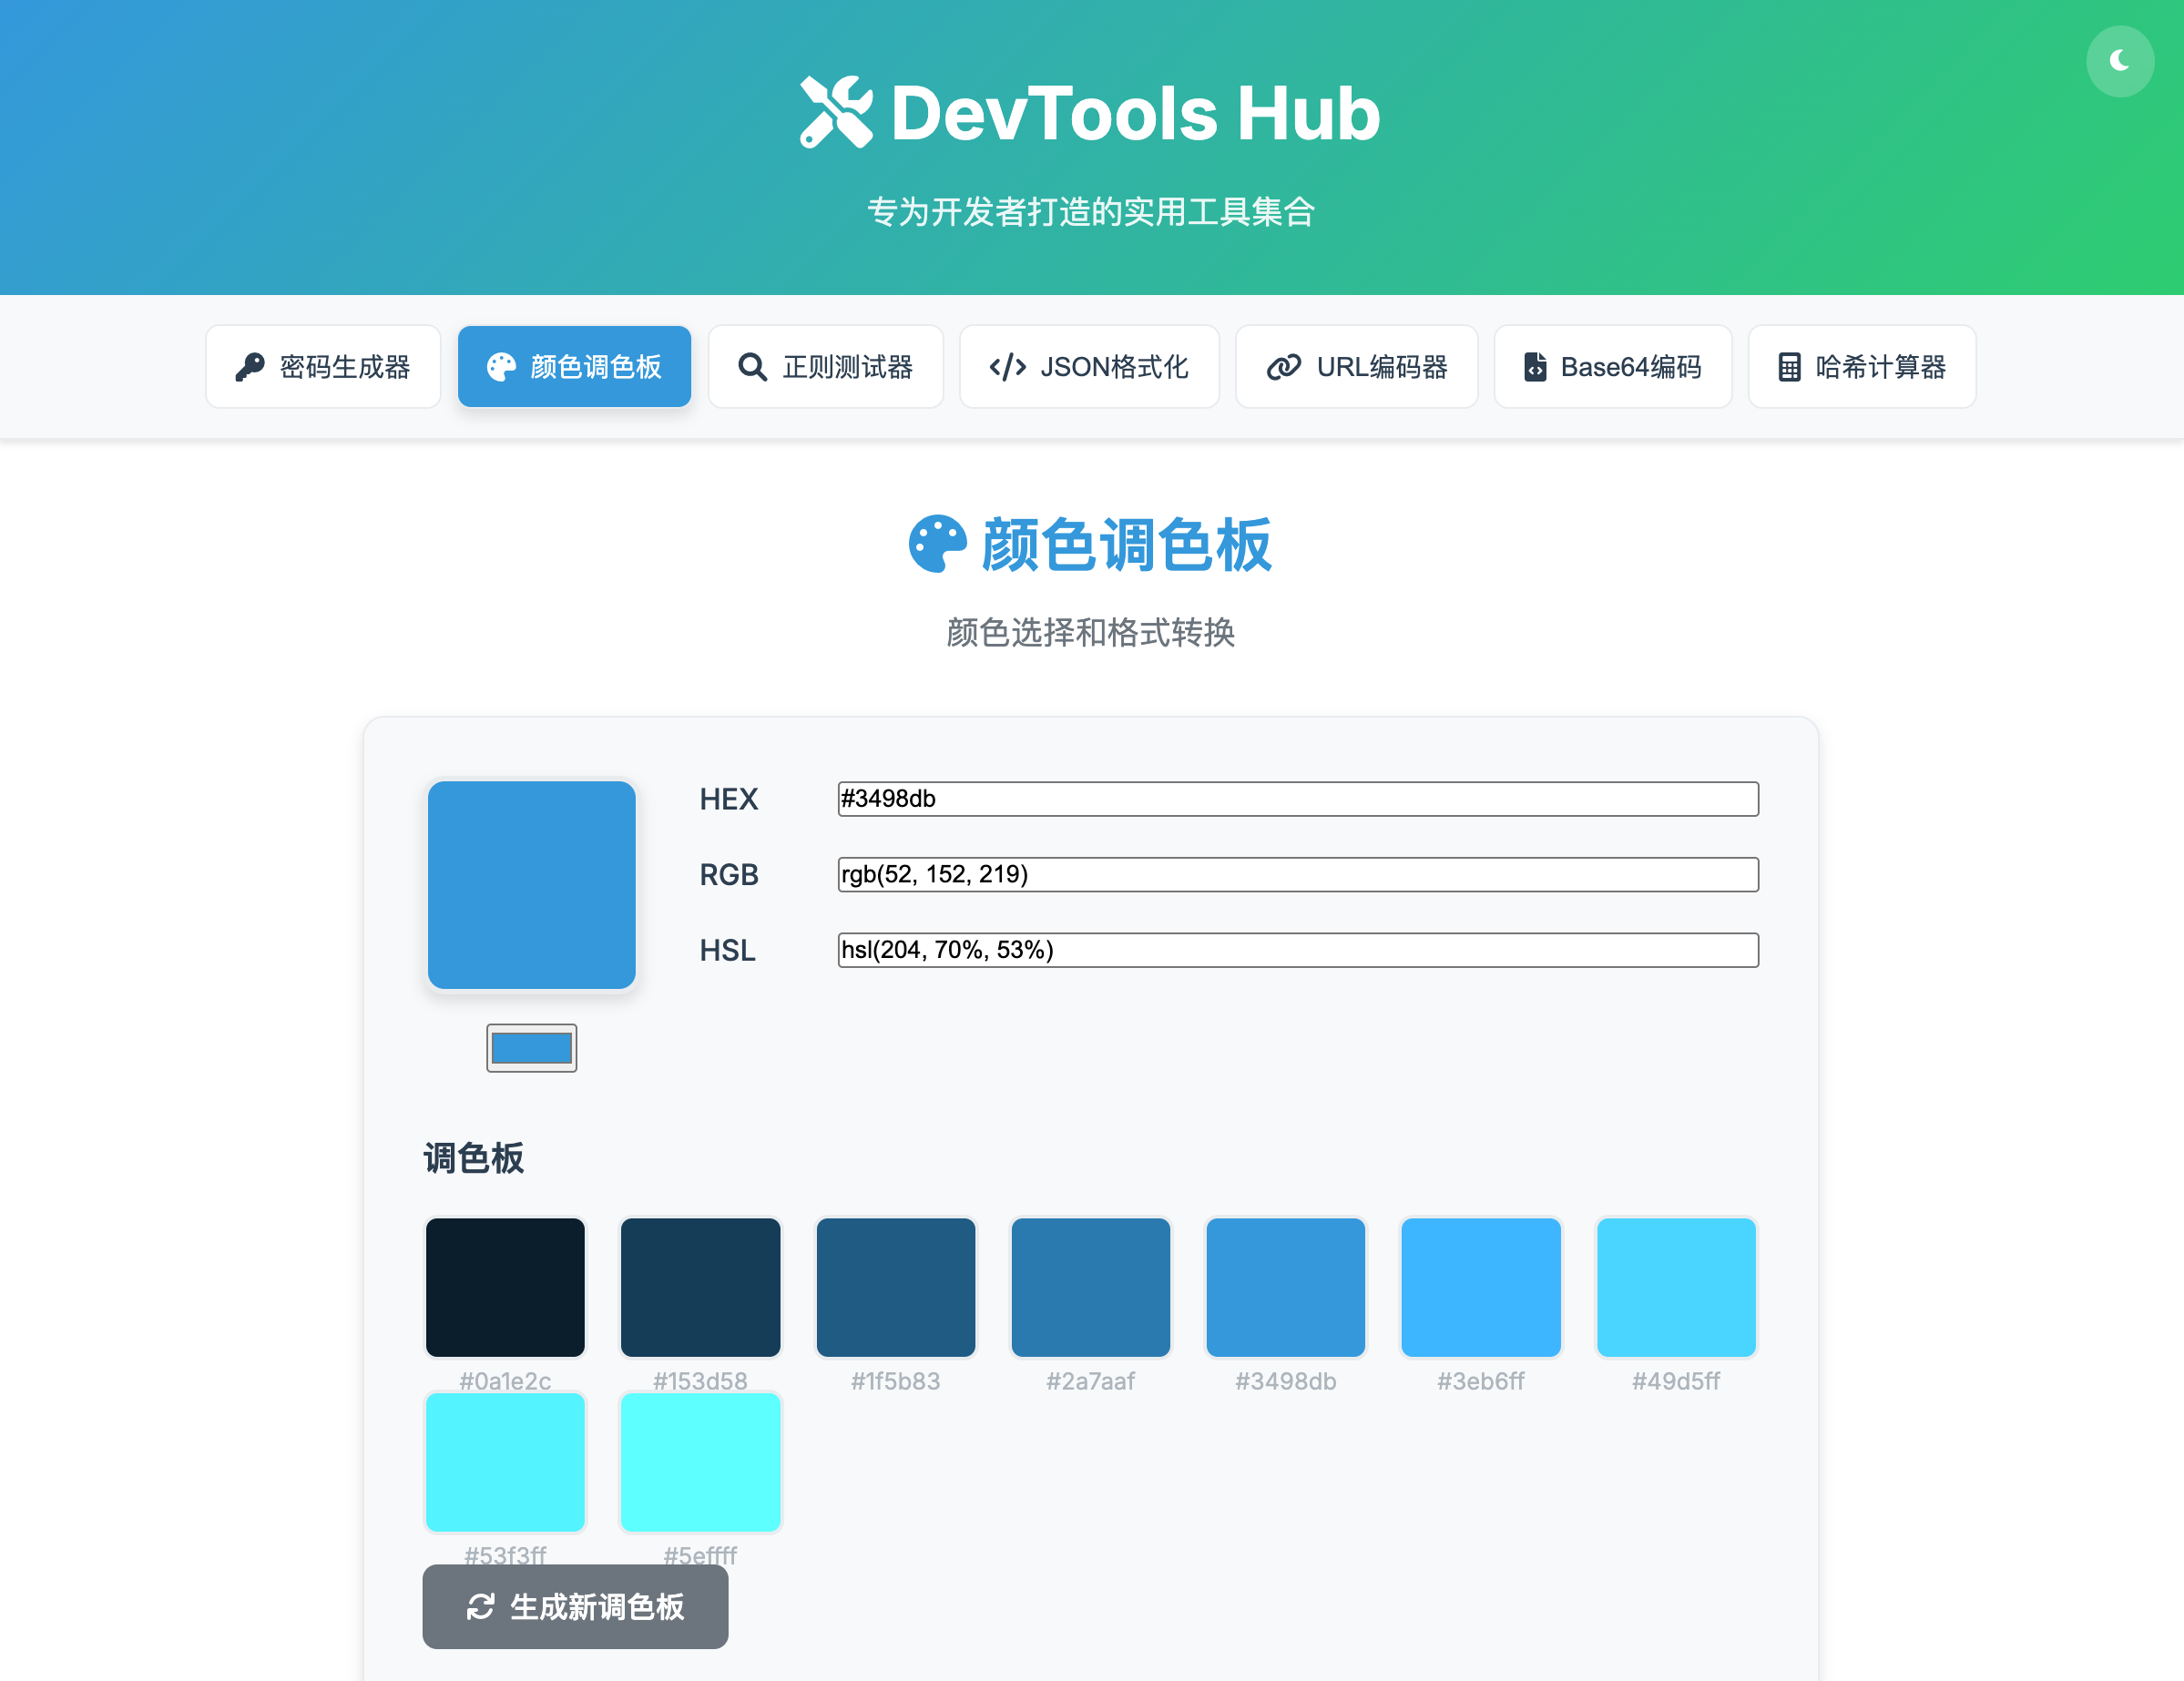 DevTools Hub
专为开发者打造的实用工具集合
密码生成器
颜色调色板
正则测试器
JSON格式化
URL编码器
Base64编码
哈希计算器
颜色调色板
颜色选择和格式转换
HEX
#3498db
RGB
rgb(52, 152, 219)
HSL
hsl(204, 70%, 53%)
调色板
#0a1e2c
#153d58
#1f5b83
#2a7aaf
#3498db
#3eb6ff
#49d5ff
#53f3ff
#5effff
生成新调色板